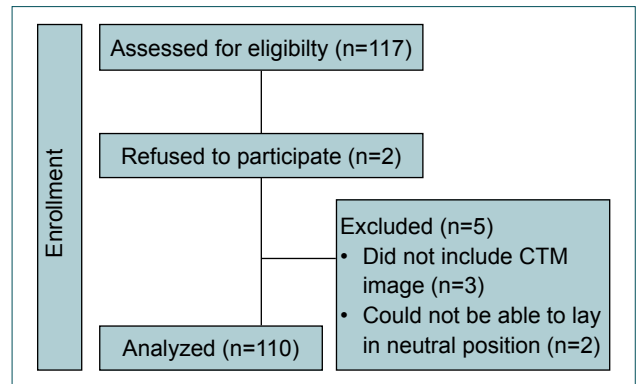 Enrollment
Assessed for eligibilty (n=117)
Refused to participate (n=2)
Excluded (n=5)
• Did not include CTM
image (n=3)
• Could not be able to lay
in neutral position (n=2)
Analyzed (n=110)